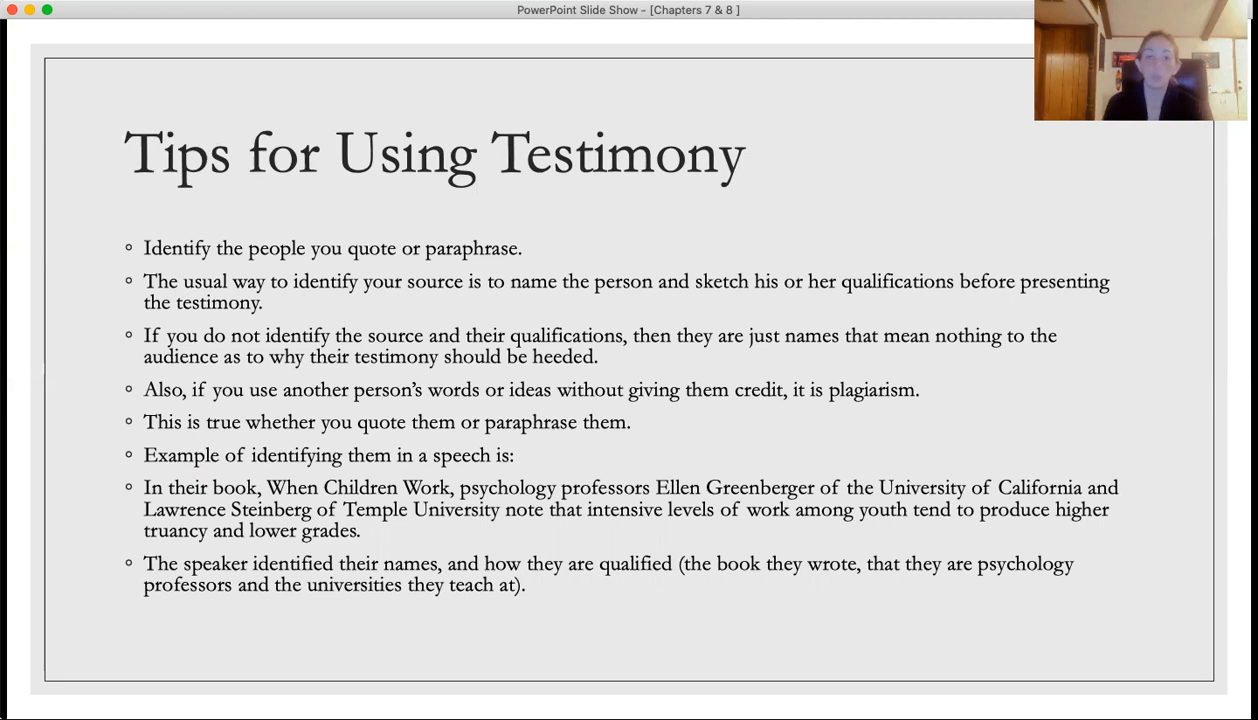 PowerPoint Slide Show - [Chapters 7 & 8 ]
Tips for Using Testimony
◦ Identify the people you quote or paraphrase.
◦ The usual way to identify your source is to name the person and sketch his or her qualifications before presenting
the testimony.
◦ If you do not identify the source and their qualifications, then they are just names that mean nothing to the
audience as to why their testimony should be heeded.
◦ Also, if you use another person’s words or ideas without giving them credit, it is plagiarism.
◦ This is true whether you quote them or paraphrase them.
◦ Example of identifying them in a speech is:
◦ In their book, When Children Work, psychology professors Ellen Greenberger of the University of California and
Lawrence Steinberg of Temple University note that intensive levels of work among youth tend to produce higher
truancy and lower grades.
◦ The speaker identified their names, and how they are qualified (the book they wrote, that they are psychology
professors and the universities they teach at).